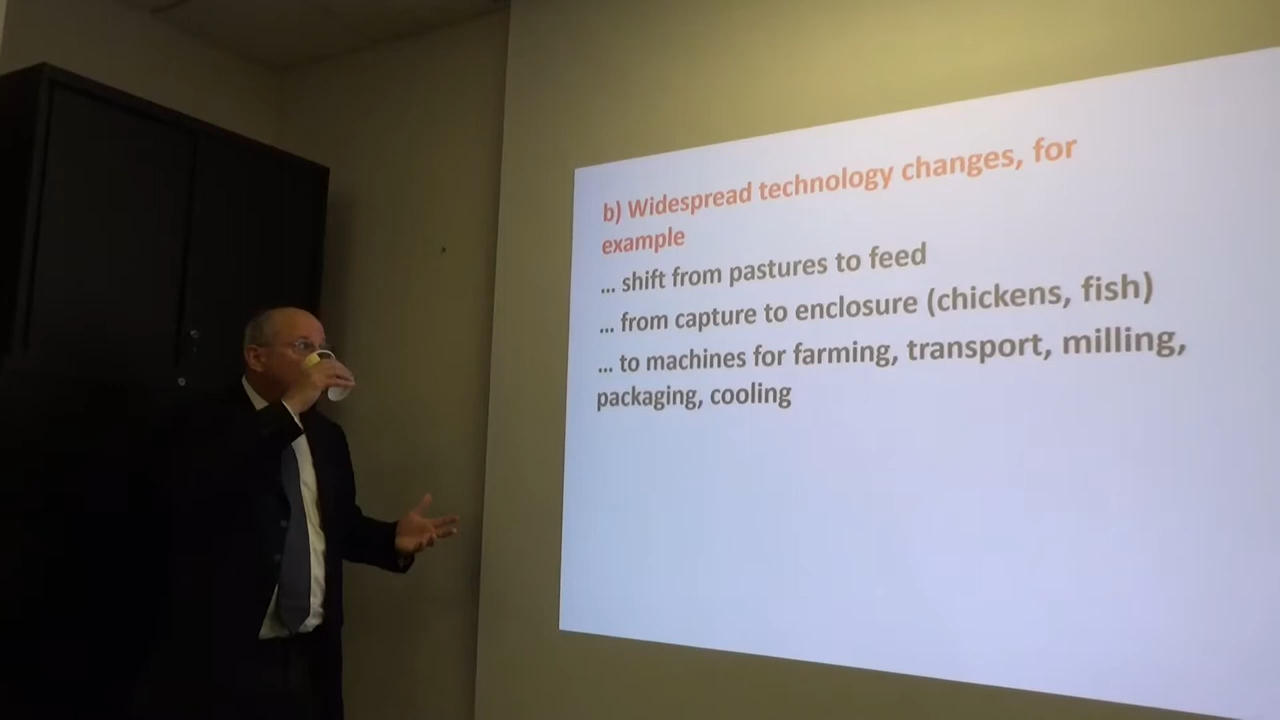 b) Widespread technology changes, for
example
... shift from pastures to feed
... from capture to enclosure (chickens, fish)
... to machines for farming, transport, milling,
packaging, cooling